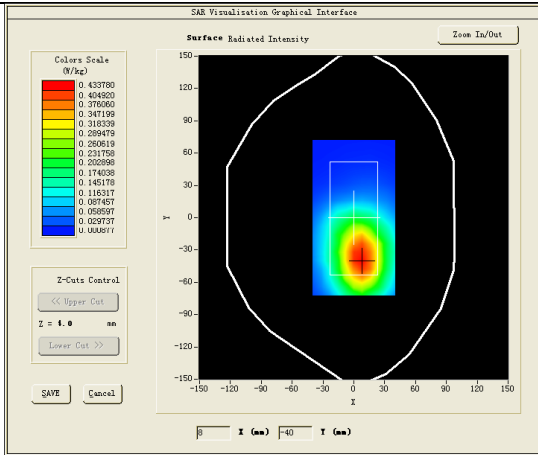 SAR Visualisation Graphical Interface
Surface Radiated Intensity
Zoom In/Out
Colors Scale
(W/kg)
0.433780
0.404920
0.376060
0.347199
0.318339
0.289479
0.260619
0.231758
0.202898
0.174038
0.145178
0.116317
0.087457
0.058597
0.029737
0.000877
150
120
90
60
30
0
-30
-60
-90
-120
-150
Y
-150 -120 -90 -60 -30 0 30 60 90 120 150
X
Z-Cuts Control
<< Upper Cut
Z = 4.0 mm
Lower Cut >>
SAVE
Cancel
8 X (mm) -40 Y (mm)